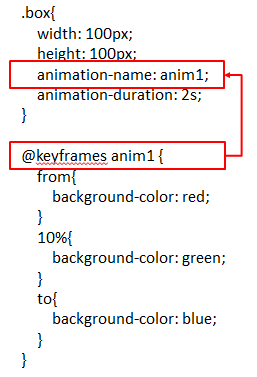 .box{
width: 100px;
height: 100px;
animation-name: anim1;
animation-duration: 2s;
}
@keyframes anim1 {
from{
background-color: red;
}
10%{
background-color: green;
}
to{
background-color: blue;
}
}